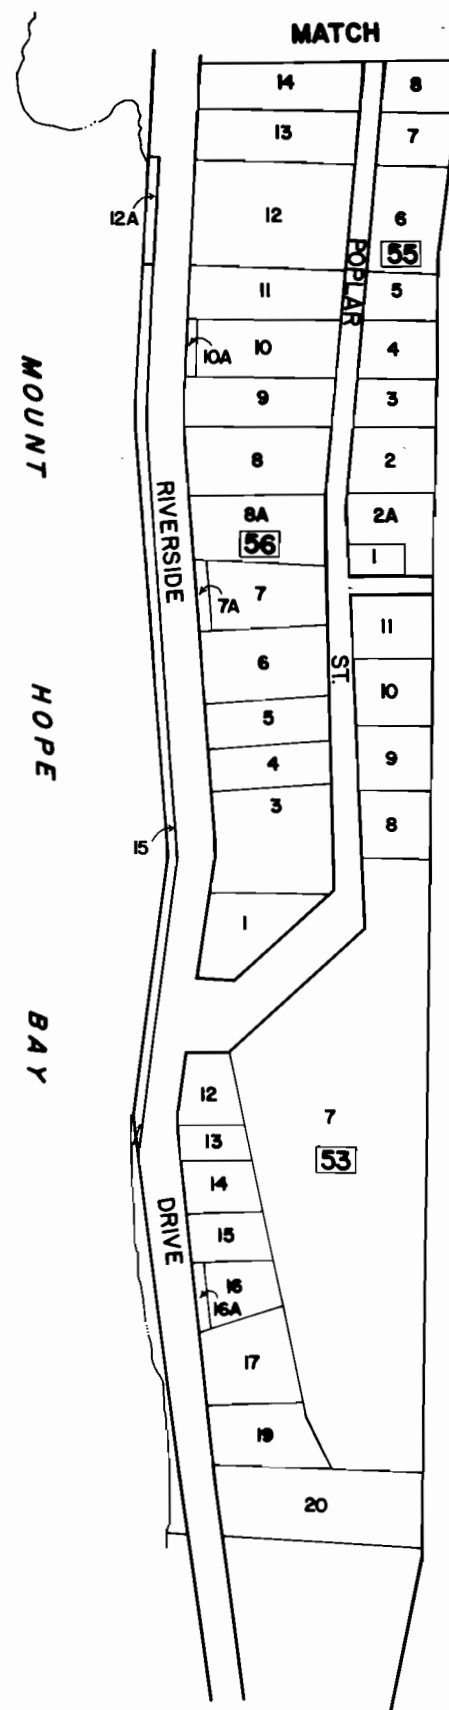 MATCH
14
8
13
7
12A
12
6
55
POPLAR
11
5
10A
10
4
9
3
MOUNT
8
2
RIVERSIDE
8A
2A
56
1
7A
7
11
ST.
6
10
HOPE
5
4
9
3
8
15
1
BAY
12
7
13
53
14
DRIVE
15
16
16A
17
19
20